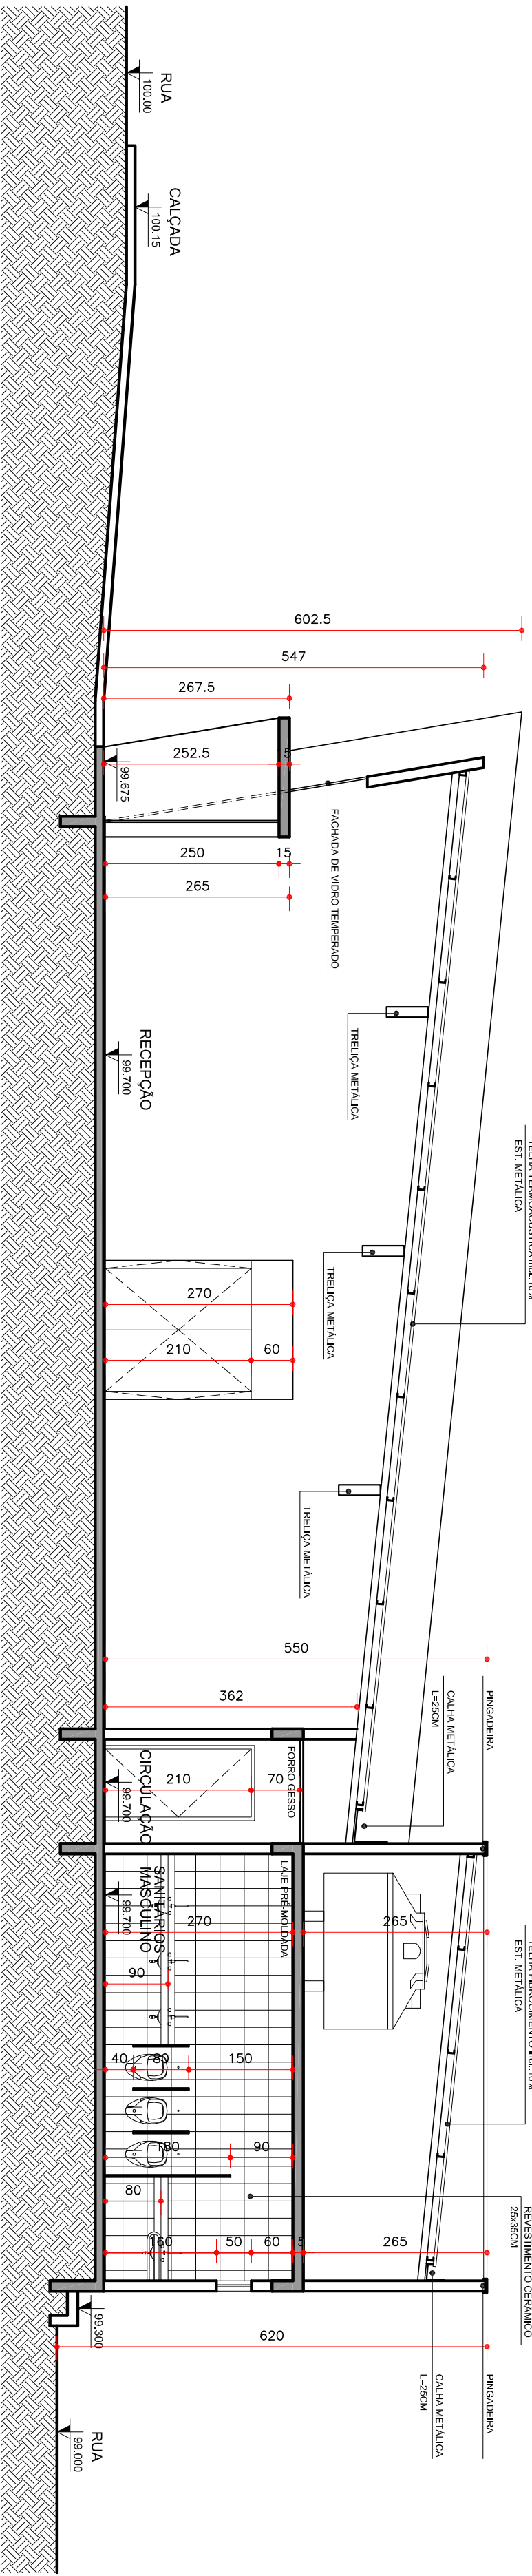 RUA
100.00
CALÇADA
100.15
602.5
547
267.5
252.5
5
99.675
FACHADA DE VIDRO TEMPERADO
250
15
265
TRELIÇA METÁLICA
RECEPÇÃO
99.700
EST. METÁLICA
TRELIÇA METÁLICA
270
210
60
TRELIÇA METÁLICA
550
362
PINGADEIRA
CALHA METÁLICA
L=25CM
FORRO GESSO
CIRCULAÇÃO
99.700
210
70
LAJE PRÉ-MOLDADA
SANITÁRIOS
MASCULINO
99.700
270
265
90
EST. METÁLICA
40
80
150
180
90
80
REVESTIMENTO CERÂMICO
25x35CM
160
50
60
5
265
99.300
620
PINGADEIRA
CALHA METÁLICA
L=25CM
RUA
99.000